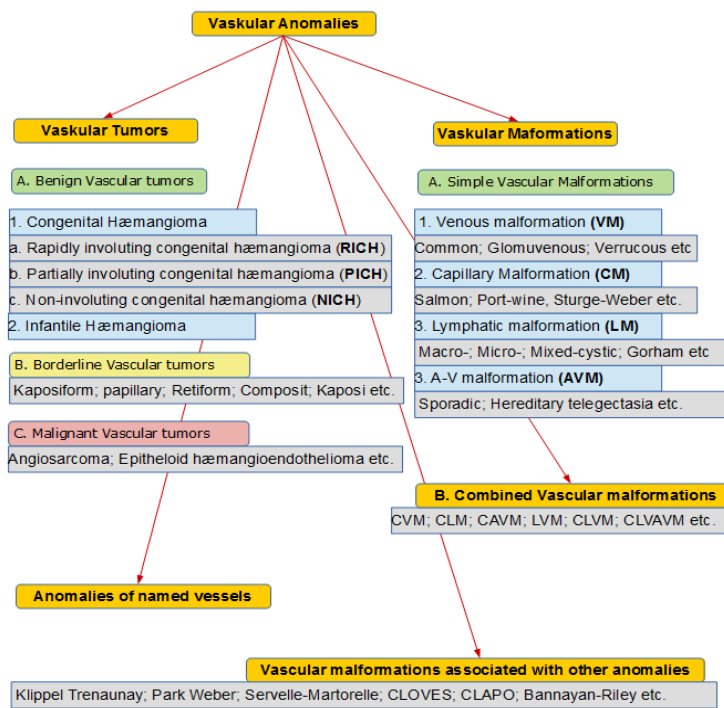 Vaskular Anomalies
Vaskular Tumors
A. Benign Vascular tumors
1. Congenital Hæmangioma
a. Rapidly involuting congenital hæmangioma (RICH)
b. Partially involuting congenital hæmangioma (PICH)
c. Non-involuting congenital hæmangioma (NICH)
2. Infantile Hæmangioma
B. Borderline Vascular tumors
Kaposiform; papillary; Retiform; Composit; Kaposi etc.
C. Malignant Vascular tumors
Angiosarcoma; Epitheloid hæmangioendothelioma etc.
Vaskular Maformations
A. Simple Vascular Malformations
1. Venous malformation (VM)
Common; Glomuvenous; Verrucous etc
2. Capillary Malformation (CM)
Salmon; Port-wine, Sturge-Weber etc.
3. Lymphatic malformation (LM)
Macro-; Micro-; Mixed-cystic; Gorham etc
3. A-V malformation (AVM)
Sporadic; Hereditary telegectasia etc.
B. Combined Vascular malformations
CVM; CLM; CAVM; LVM; CLVM; CLVAVM etc.
Anomalies of named vessels
Vascular malformations associated with other anomalies
Klippel Trenaunay; Park Weber; Servelle-Martorelle; CLOVES; CLAPO; Bannayan-Riley etc.